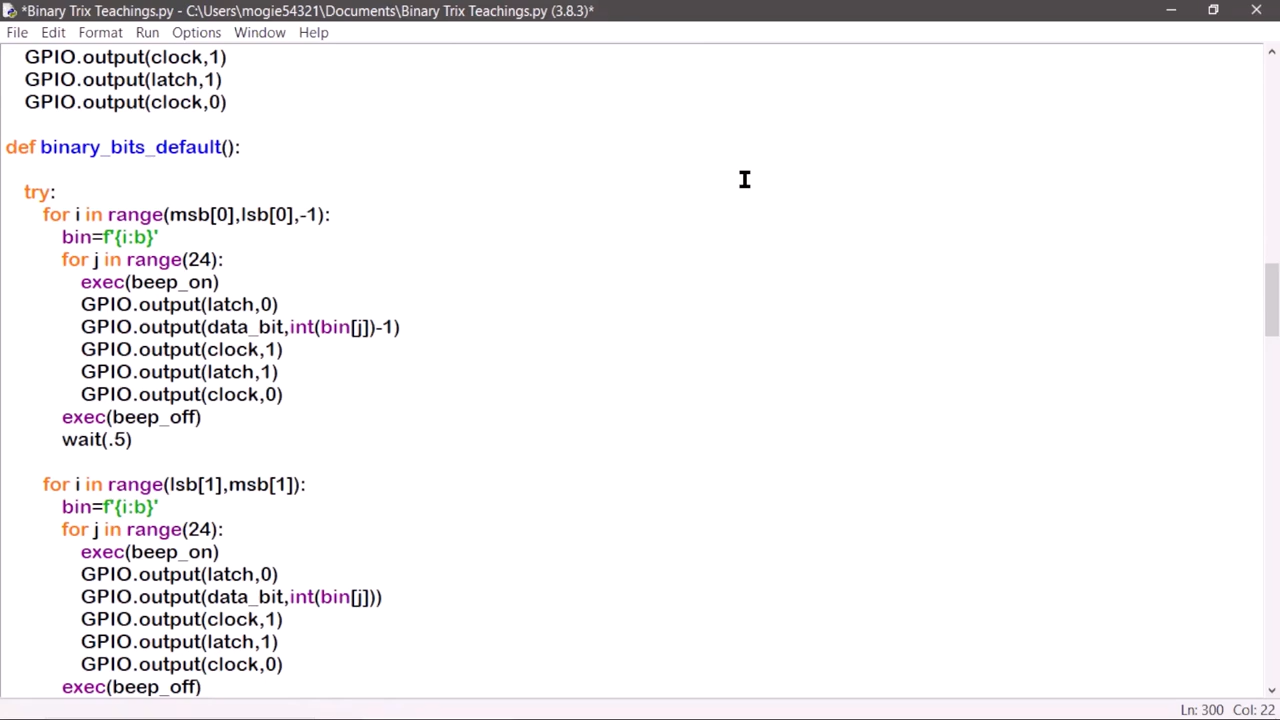 *Binary Trix Teachings.py - C:\Users\mogie54321\Documents\Binary Trix Teachings.py (3.8.3)*
File Edit Format Run Options Window Help
GPIO.output(clock,1)
GPIO.output(latch,1)
GPIO.output(clock,0)
def binary_bits_default():
try:
for i in range(msb[0],lsb[0],-1):
bin=f'{i:b}'
for j in range(24):
exec(beep_on)
GPIO.output(latch,0)
GPIO.output(data_bit,int(bin[j])-1)
GPIO.output(clock,1)
GPIO.output(latch,1)
GPIO.output(clock,0)
exec(beep_off)
wait(.5)
for i in range(lsb[1],msb[1]):
bin=f'{i:b}'
for j in range(24):
exec(beep_on)
GPIO.output(latch,0)
GPIO.output(data_bit,int(bin[j]))
GPIO.output(clock,1)
GPIO.output(latch,1)
GPIO.output(clock,0)
exec(beep_off)
Ln: 300 Col: 22